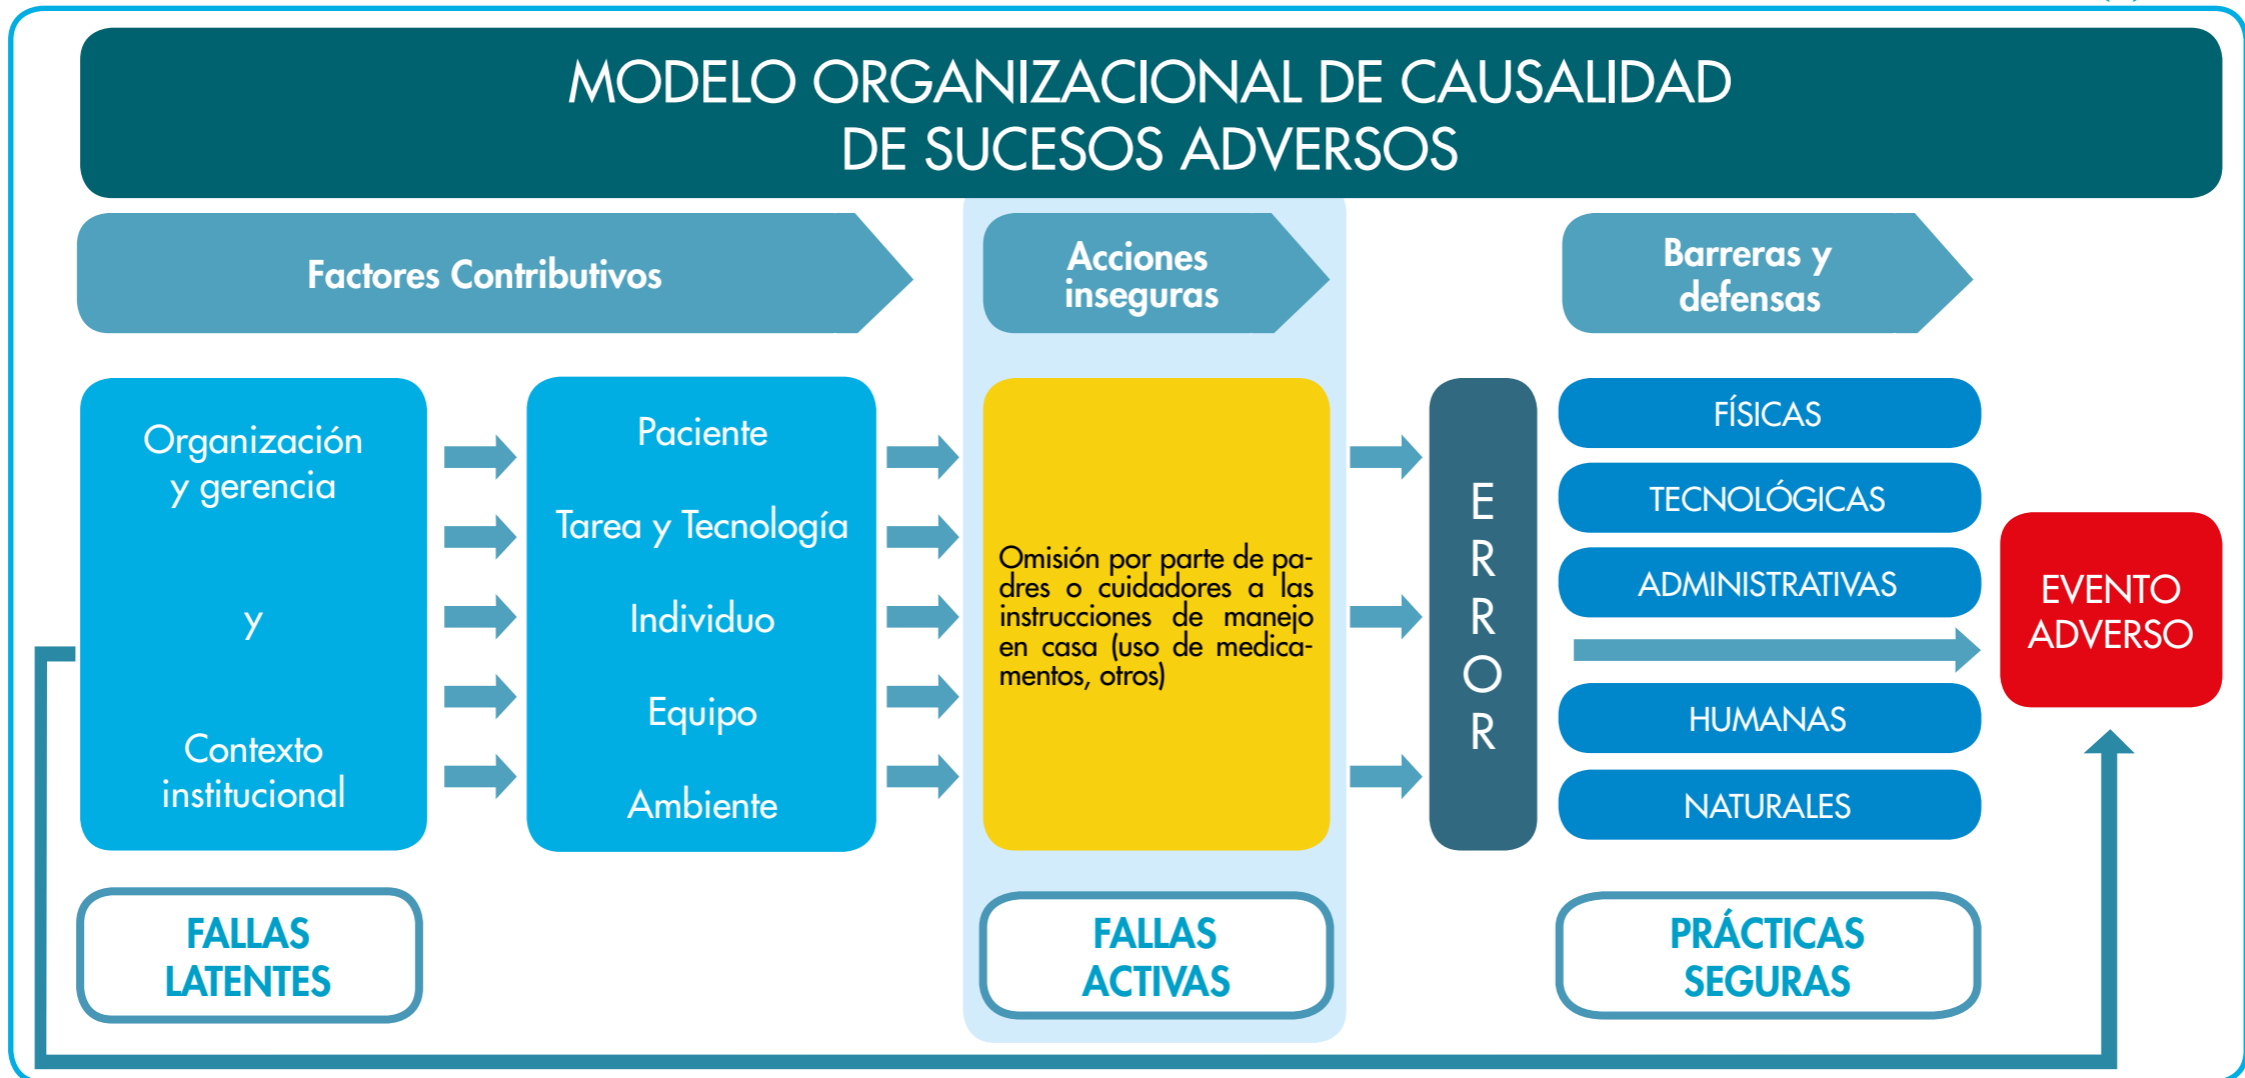 MODELO ORGANIZACIONAL DE CAUSALIDAD
DE SUCESOS ADVERSOS
Factores Contributivos
Acciones
inseguras
Barreras y
defensas
Organización
y gerencia
y
Contexto
institucional
Paciente
Tarea y Tecnología
Individuo
Equipo
Ambiente
Omisión por parte de pa-
dres o cuidadores a las
instrucciones de manejo
en casa (uso de medica-
mentos, otros)
E
R
R
O
R
FÍSICAS
TECNOLÓGICAS
ADMINISTRATIVAS
HUMANAS
NATURALES
EVENTO
ADVERSO
FALLAS
LATENTES
FALLAS
ACTIVAS
PRÁCTICAS
SEGURAS